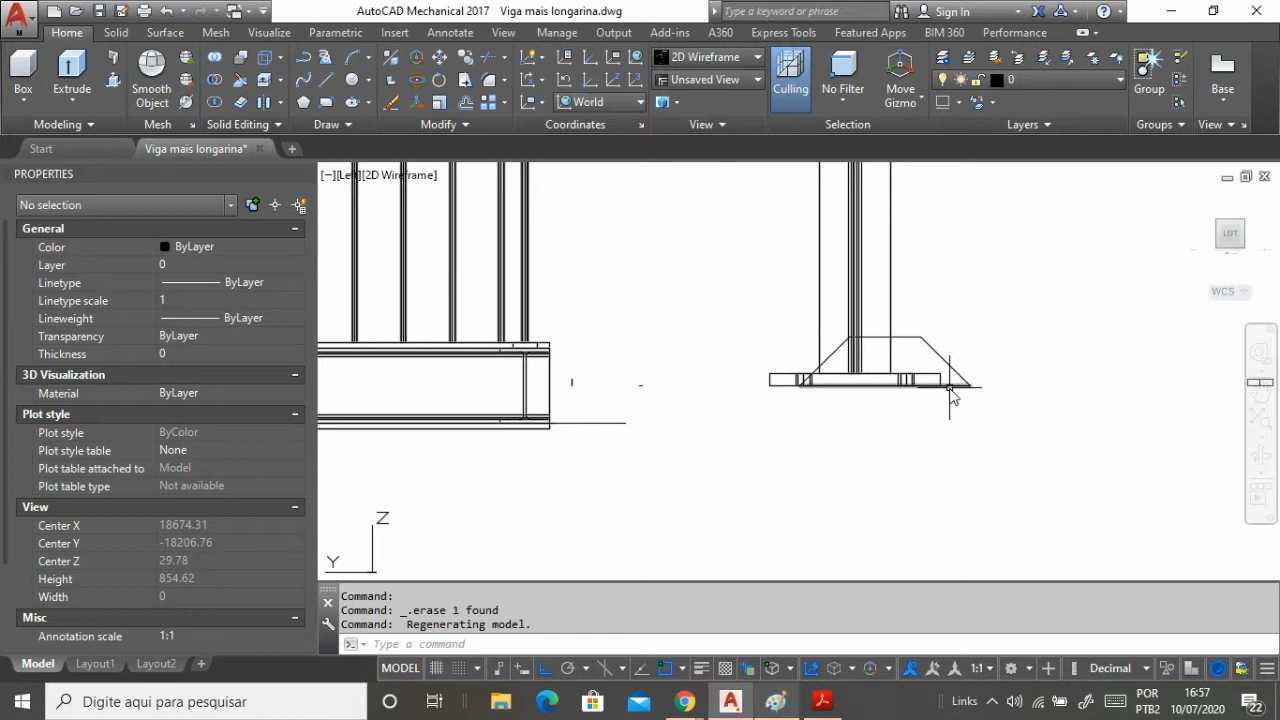 AutoCAD Mechanical 2017 Viga mais longarina.dwg
Type a keyword or phrase
Sign In
M
Home Solid Surface Mesh Visualize Parametric Insert Annotate View Manage Output Add-ins A360 Express Tools Featured Apps BIM 360 Performance
2D Wireframe
Unsaved View
World
0
Box Extrude Smooth Object Culling No Filter Move Gizmo Group Base
Modeling Mesh Solid Editing Draw Modify Coordinates View Selection Layers Groups View
Start Viga mais longarina*
PROPERTIES
[−][Left][2D Wireframe]
No selection
General
Color ByLayer
Layer 0
Linetype ByLayer
Linetype scale 1
Lineweight ByLayer
Transparency ByLayer
Thickness 0
3D Visualization
Material ByLayer
Plot style
Plot style ByColor
Plot style table None
Plot table attached to Model
Plot table type Not available
View
Center X 18674.31
Center Y -18206.76
Center Z 29.78
Height 854.62
Width 0
Misc
Annotation scale 1:1
LEFT
WCS
Z
Y
Command:
Command: _.erase 1 found
Command: Regenerating model.
Type a command
Model Layout1 Layout2 +
MODEL 1:1 Decimal
Digite aqui para pesquisar
Links
POR
PTB2
16:57
10/07/2020
22